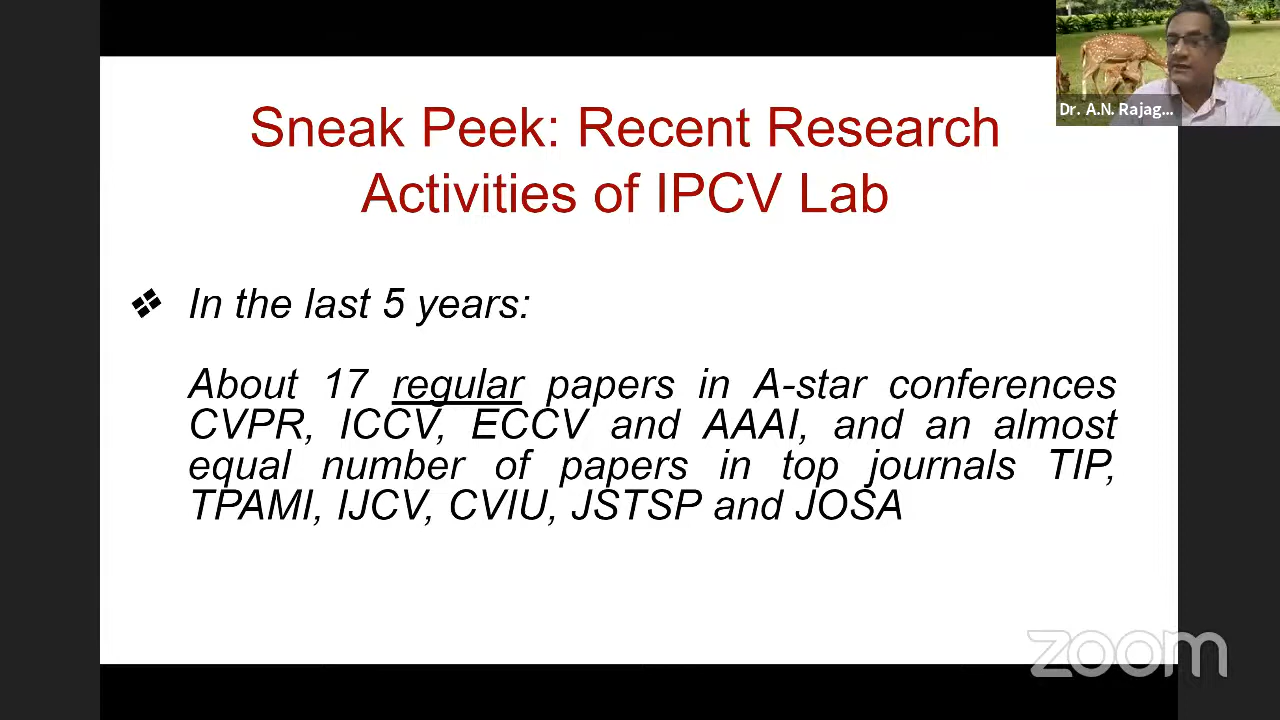 Dr. A.N. Rajag...
Sneak Peek: Recent Research
Activities of IPCV Lab
❖ In the last 5 years:
About 17 regular papers in A-star conferences
CVPR, ICCV, ECCV and AAAI, and an almost
equal number of papers in top journals TIP,
TPAMI, IJCV, CVIU, JSTSP and JOSA
zoom